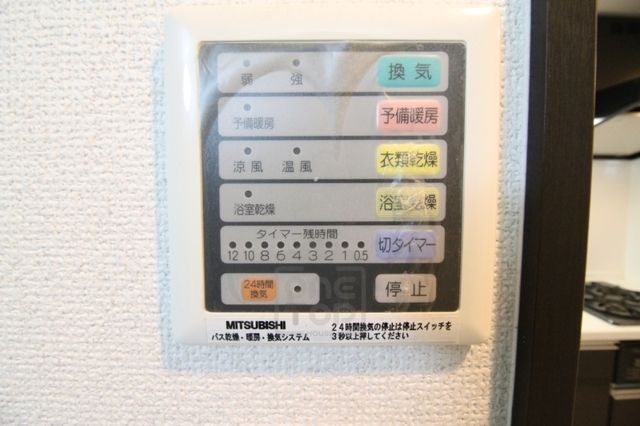 弱 強 換気
予備暖房 予備暖房
涼風 温風 衣類乾燥
浴室乾燥 浴室乾燥
タイマー残時間
12 10 8 6 4 3 2 1 0.5 切タイマー
24時間
換気
停止
One
TOP
HOUSE
MITSUBISHI
バス乾燥・暖房・換気システム
24時間換気の停止は停止スイッチを
3秒以上押してください